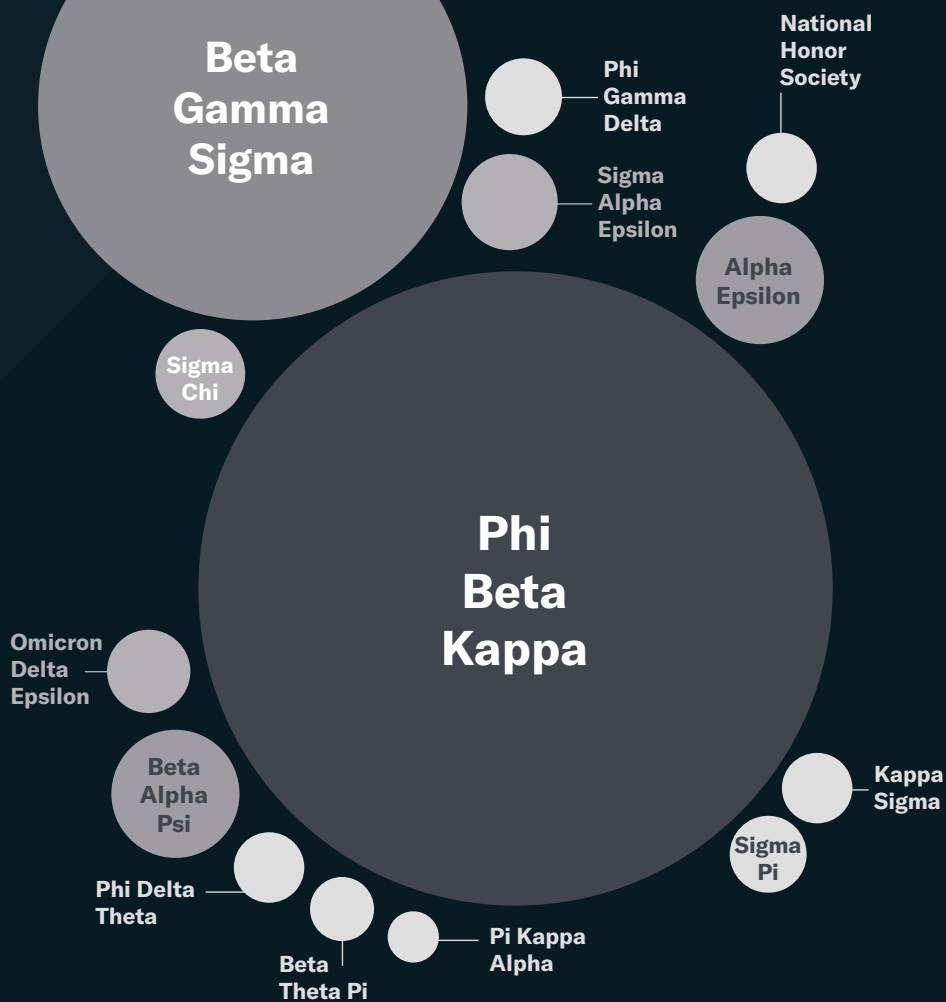 Beta
Gamma
Sigma
Phi
Gamma
Delta
National
Honor
Society
Sigma
Alpha
Epsilon
Alpha
Epsilon
Sigma
Chi
Phi
Beta
Kappa
Omicron
Delta
Epsilon
Beta
Alpha
Psi
Kappa
Sigma
Sigma
Pi
Phi Delta
Theta
Beta
Theta Pi
Pi Kappa
Alpha